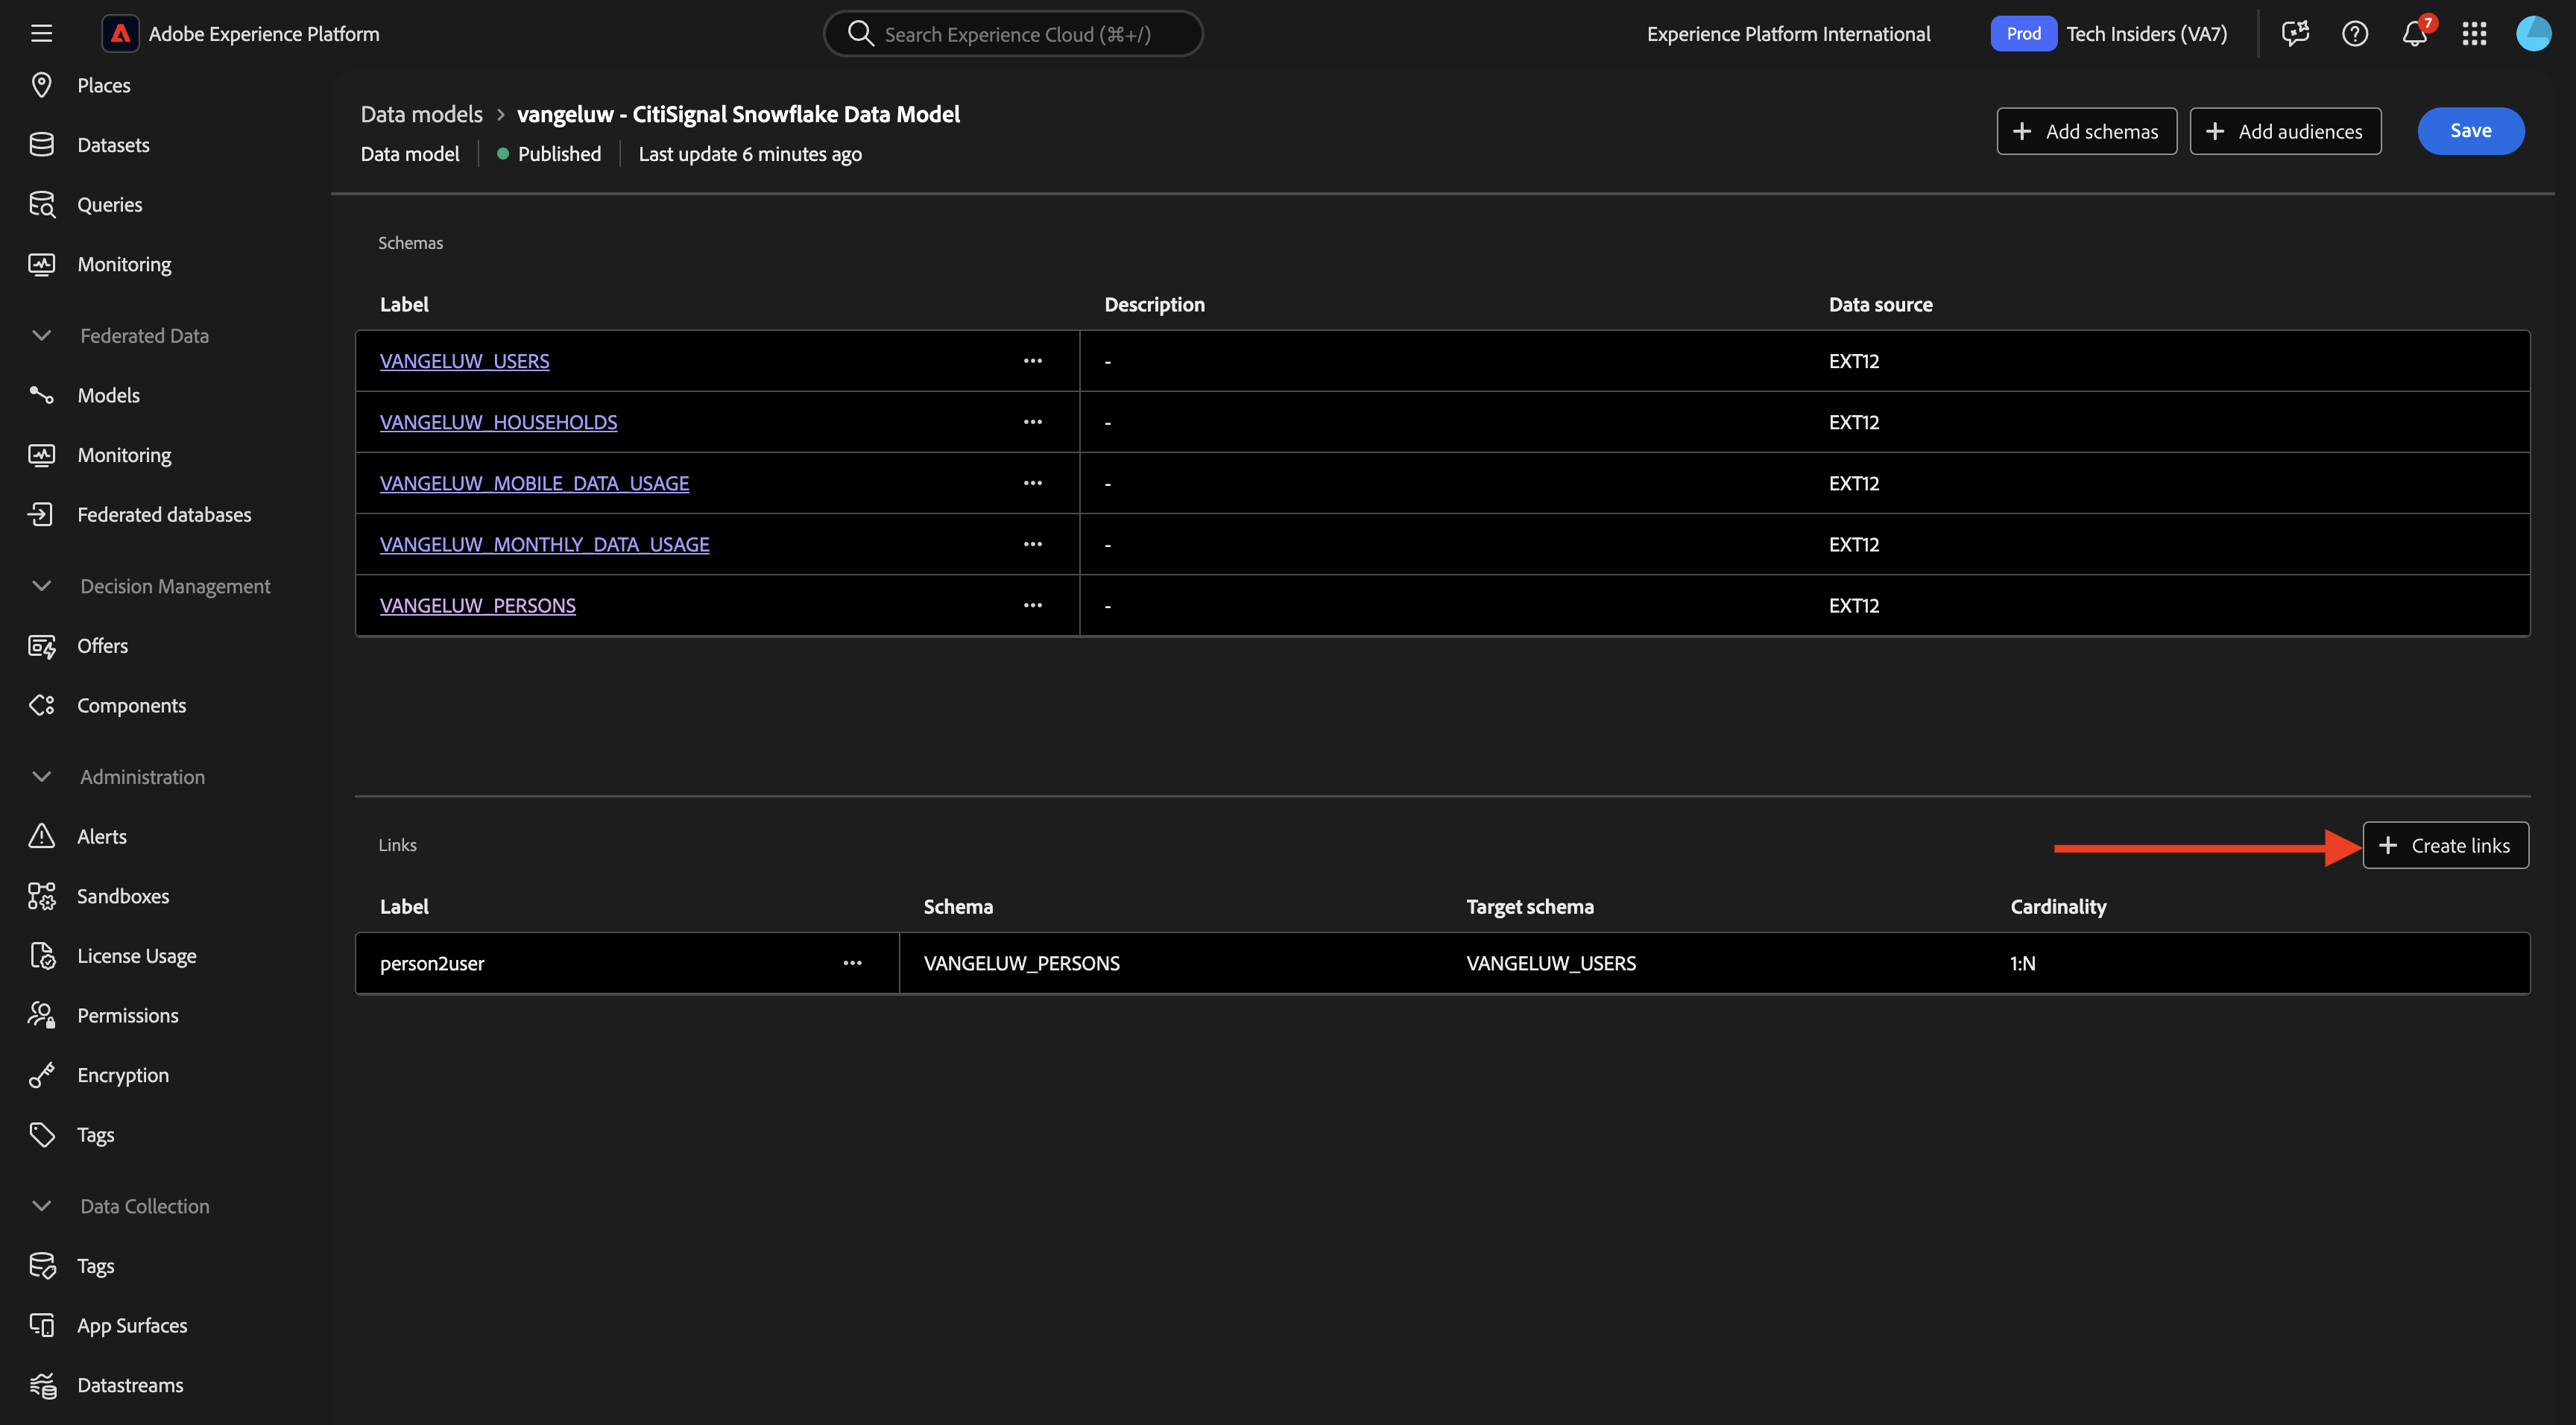 Adobe Experience Platform
Search Experience Cloud (⌘+/)
Experience Platform International
Prod
Tech Insiders (VA7)
7
Places
Datasets
Queries
Monitoring
Federated Data
Models
Monitoring
Federated databases
Decision Management
Offers
Components
Administration
Alerts
Sandboxes
License Usage
Permissions
Encryption
Tags
Data Collection
Tags
App Surfaces
Datastreams
Data models > vangeluw - CitiSignal Snowflake Data Model
Data model Published Last update 6 minutes ago
+ Add schemas
+ Add audiences
Save
Schemas
Label Description Data source
VANGELUW_USERS ... - EXT12
VANGELUW_HOUSEHOLDS ... - EXT12
VANGELUW_MOBILE_DATA_USAGE ... - EXT12
VANGELUW_MONTHLY_DATA_USAGE ... - EXT12
VANGELUW_PERSONS ... - EXT12
Links
+ Create links
Label Schema Target schema Cardinality
person2user ... VANGELUW_PERSONS VANGELUW_USERS 1:N